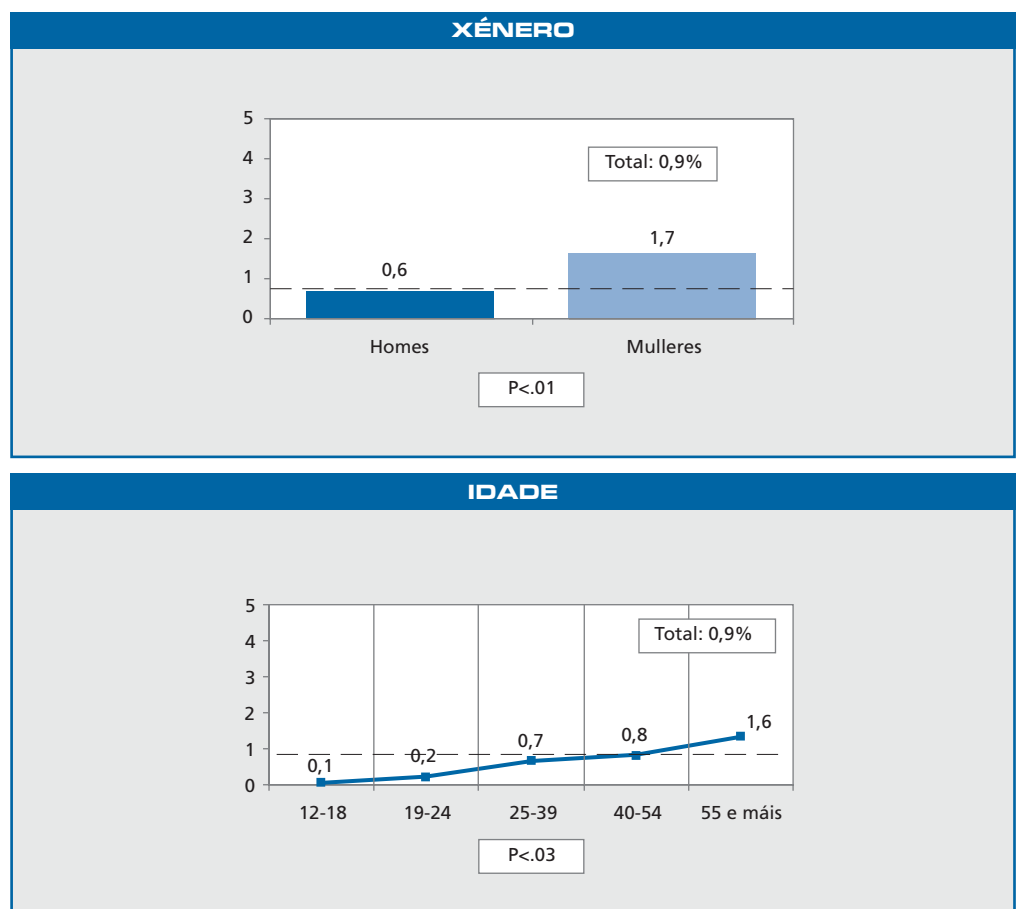 XÉNERO
5
4
3
2
1
0
Total: 0,9%
0,6
1,7
Homes
Mulleres
P<.01
IDADE
5
4
3
2
1
0
Total: 0,9%
0,1
0,2
0,7
0,8
1,6
12-18
19-24
25-39
40-54
55 e máis
P<.03